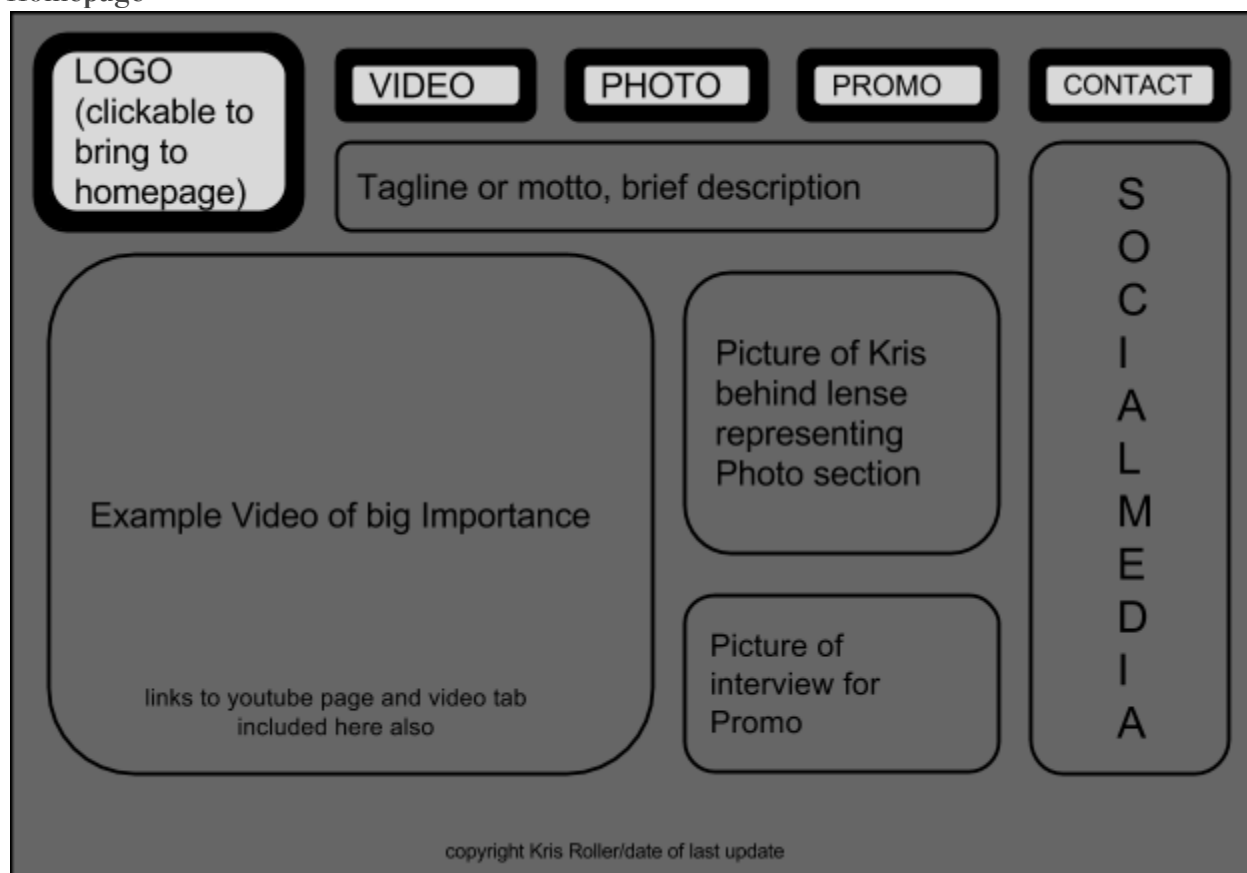 Homepage
LOGO
(clickable to
bring to
homepage)
VIDEO
PHOTO
PROMO
CONTACT
Tagline or motto, brief description
Example Video of big Importance
links to youtube page and video tab
included here also
Picture of Kris
behind lense
representing
Photo section
Picture of
interview for
Promo
S
O
C
I
A
L
M
E
D
I
A
copyright Kris Roller/date of last update